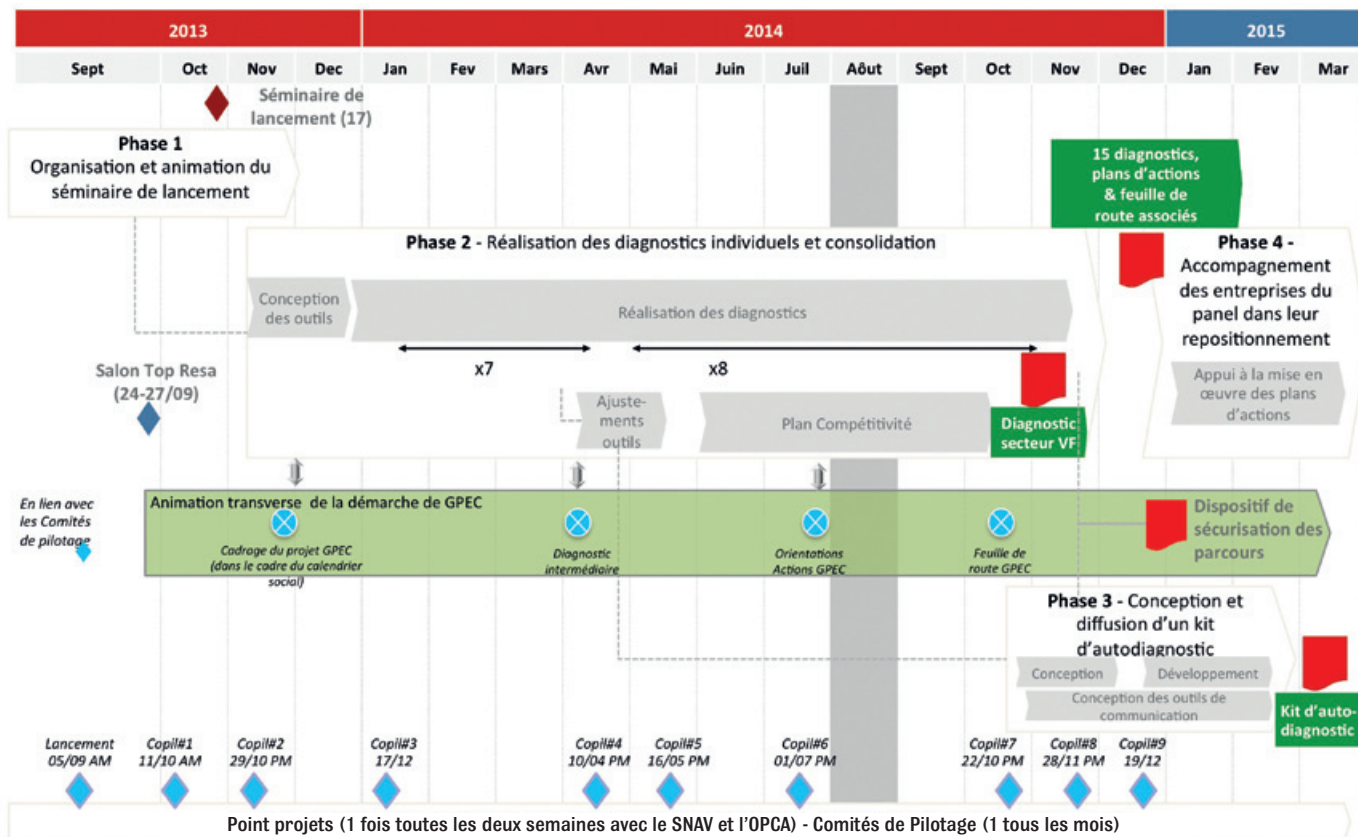 2013 2014 2015
Sept Oct Nov Dec Jan Fev Mars Avr Mai Juin Juil Aôut Sept Oct Nov Dec Jan Fev Mar
Séminaire de
lancement (17)
Phase 1
Organisation et animation du
séminaire de lancement
15 diagnostics,
plans d'actions
& feuille de
route associés
Phase 2 - Réalisation des diagnostics individuels et consolidation
Conception
des outils
Réalisation des diagnostics
x7
x8
Phase 4 -
Accompagnement
des entreprises du
panel dans leur
repositionnement
Appui à la mise en
œuvre des plans
d'actions
Salon Top Resa
(24-27/09)
Ajuste-
ments
outils
Plan Compétitivité
Diagnostic
secteur VF
En lien avec
les Comités
de pilotage
Animation transverse de la démarche de GPEC
Cadrage du projet GPEC
(dans le cadre du calendrier
social)
Diagnostic
intermédiaire
Orientations
Actions GPEC
Feuille de
route GPEC
Dispositif de
sécurisation des
parcours
Phase 3 - Conception et
diffusion d'un kit
d'autodiagnostic
Conception
Développement
Conception des outils de
communication
Kit d'auto-
diagnostic
Lancement
05/09 AM
Copil#1
11/10 AM
Copil#2
29/10 PM
Copil#3
17/12
Copil#4
10/04 PM
Copil#5
16/05 PM
Copil#6
01/07 PM
Copil#7
22/10 PM
Copil#8
28/11 PM
Copil#9
19/12
Point projets (1 fois toutes les deux semaines avec le SNAV et l'OPCA) - Comités de Pilotage (1 tous les mois)